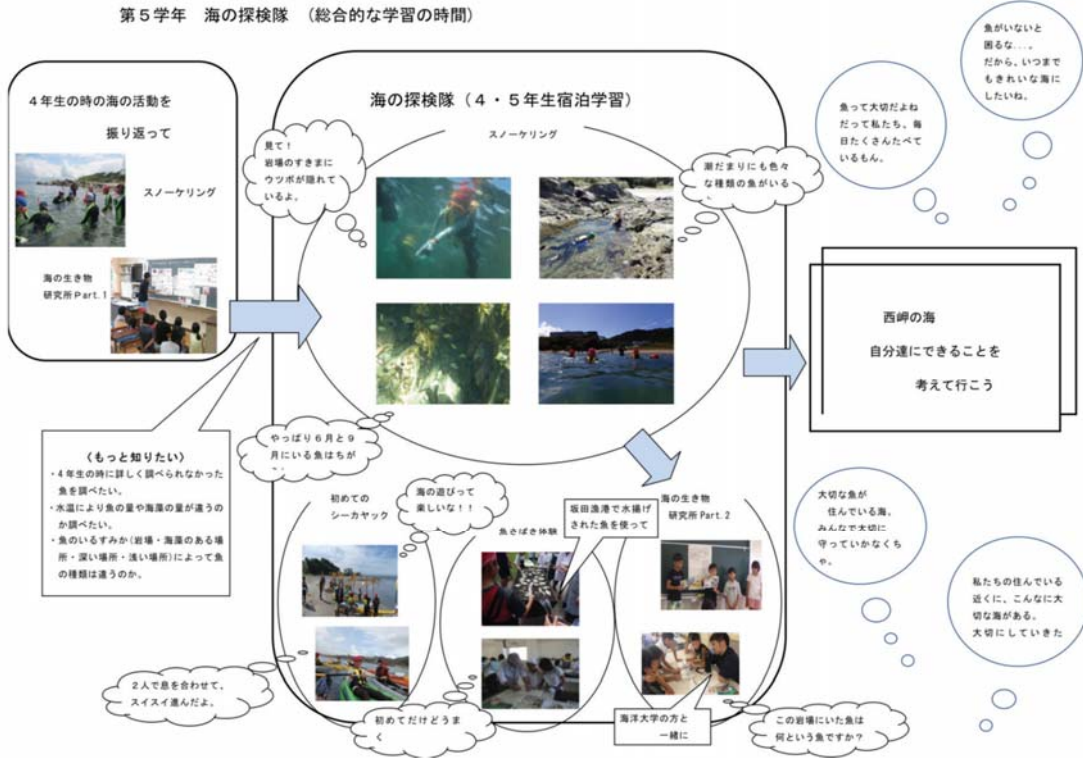 第５学年　海の探検隊　（総合的な学習の時間）
４年生の時の海の活動を
振り返って
スノーケリング
海の生き物
研究所Ｐart.１
〈もっと知りたい〉
・４年生の時に詳しく調べられなかった
魚を調べたい。
・水温により魚の量や海藻の量が違うの
か調べたい。
・魚のいるすみか(岩場・海藻のある場
所・深い場所・浅い場所)によって魚
の種類は違うのか。
海の探検隊（４・５年生宿泊学習）
スノーケリング
見て！
岩場のすきまに
ウツボが隠れて
いるよ。
潮だまりにも色々
な種類の魚がいる
やっぱり６月と９
月にいる魚はちが
初めての
シーカヤック
海の遊びって
楽しいな！！
魚さばき体験
坂田漁港で水揚げ
された魚を使って
海の生き物
研究所Ｐart.２
２人で息を合わせて、
スイスイ進んだよ。
初めてだけどうま
く
海洋大学の方と
一緒に
この岩場にいた魚は
何という魚ですか？
魚がいないと
困るな...。
だから、いつまで
もきれいな海に
したいね。
魚って大切だよね
だって私たち。毎
日たくさんたべて
いるもん。
西岬の海
自分達にできることを
考えて行こう
大切な魚が
住んでいる海。
みんなで大切に
守っていかなくち
ゃ。
私たちの住んでいる
近くに、こんなに大
切な海がある。
大切にしていきた